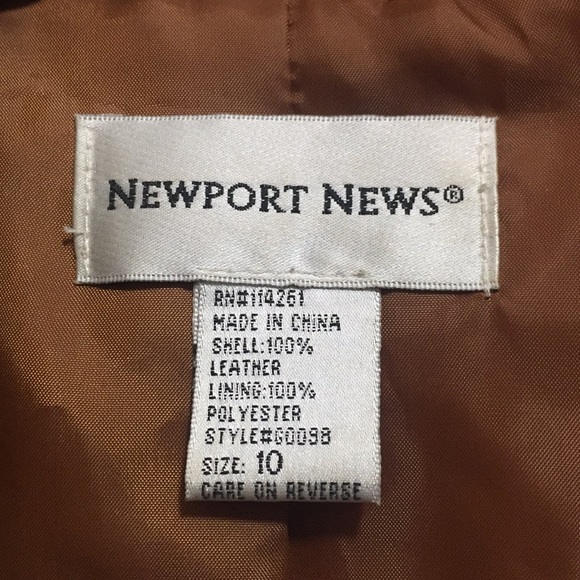 NEWPORT NEWS®
RN#114261
MADE IN CHINA
SHELL:100%
LEATHER
LINING:100%
POLYESTER
STYLE#G0098
SIZE: 10
CARE ON REVERSE